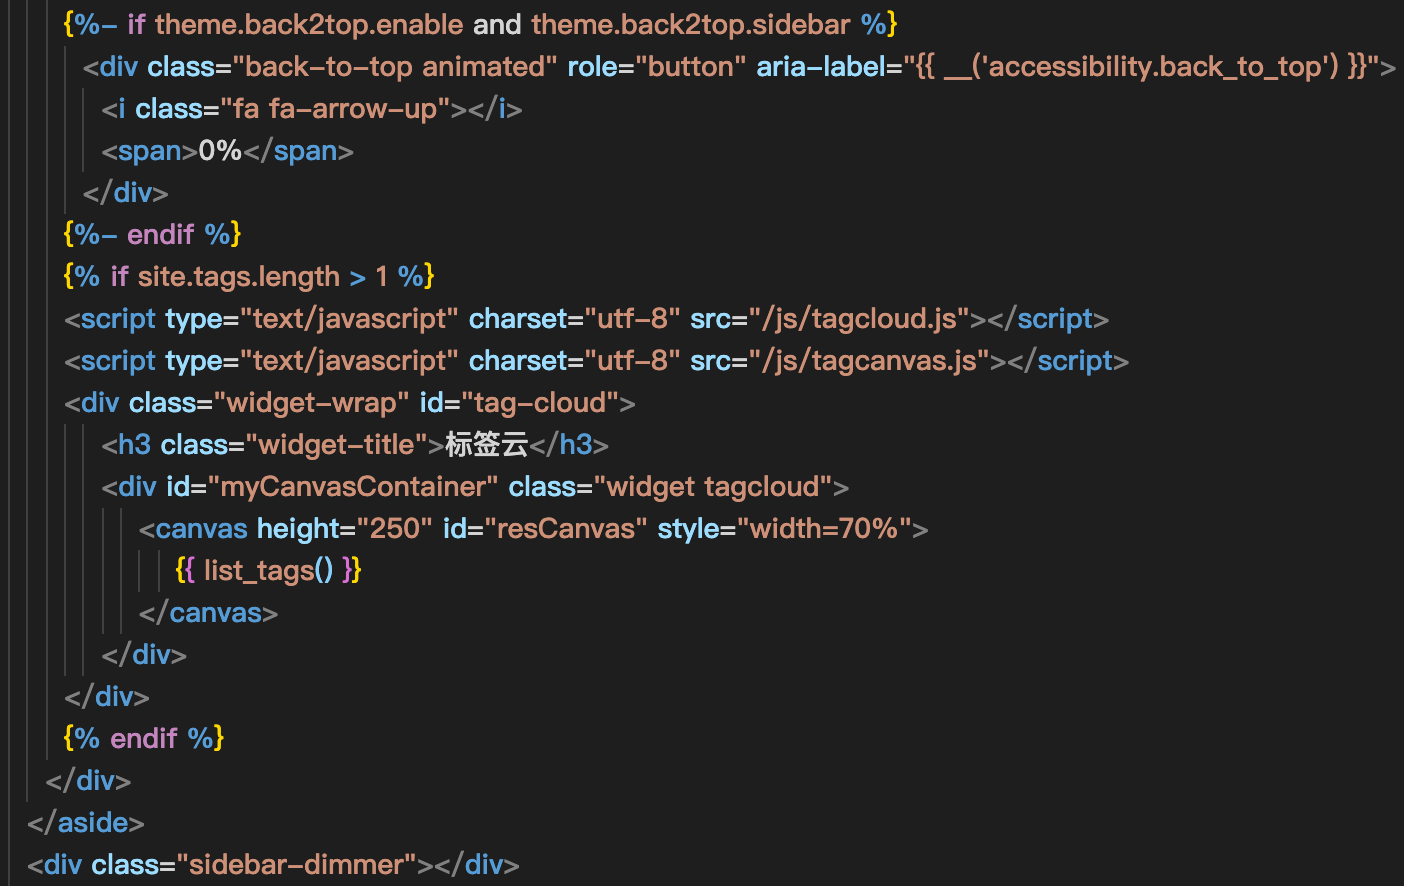 {%- if theme.back2top.enable and theme.back2top.sidebar %}
<div class="back-to-top animated" role="button" aria-label="{{ __('accessibility.back_to_top') }}">
<i class="fa fa-arrow-up"></i>
<span>0%</span>
</div>
{%- endif %}
{% if site.tags.length > 1 %}
<script type="text/javascript" charset="utf-8" src="/js/tagcloud.js"></script>
<script type="text/javascript" charset="utf-8" src="/js/tagcanvas.js"></script>
<div class="widget-wrap" id="tag-cloud">
<h3 class="widget-title">标签云</h3>
<div id="myCanvasContainer" class="widget tagcloud">
<canvas height="250" id="resCanvas" style="width=70%">
{{ list_tags() }}
</canvas>
</div>
</div>
{% endif %}
</div>
</aside>
<div class="sidebar-dimmer"></div>